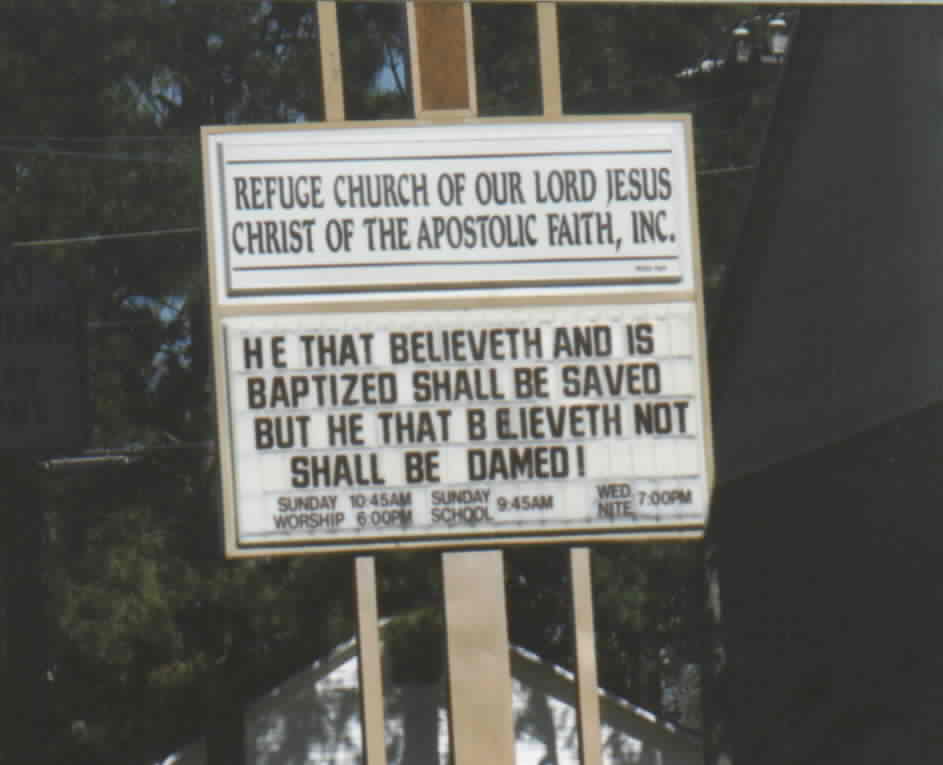 REFUGE CHURCH OF OUR LORD JESUS
CHRIST OF THE APOSTOLIC FAITH, INC.
HE THAT BELIEVETH AND IS
BAPTIZED SHALL BE SAVED
BUT HE THAT BELIEVETH NOT
SHALL BE DAMED!
SUNDAY WORSHIP 10:45AM 6:00PM SUNDAY SCHOOL 9:45AM WED NITE 7:00PM